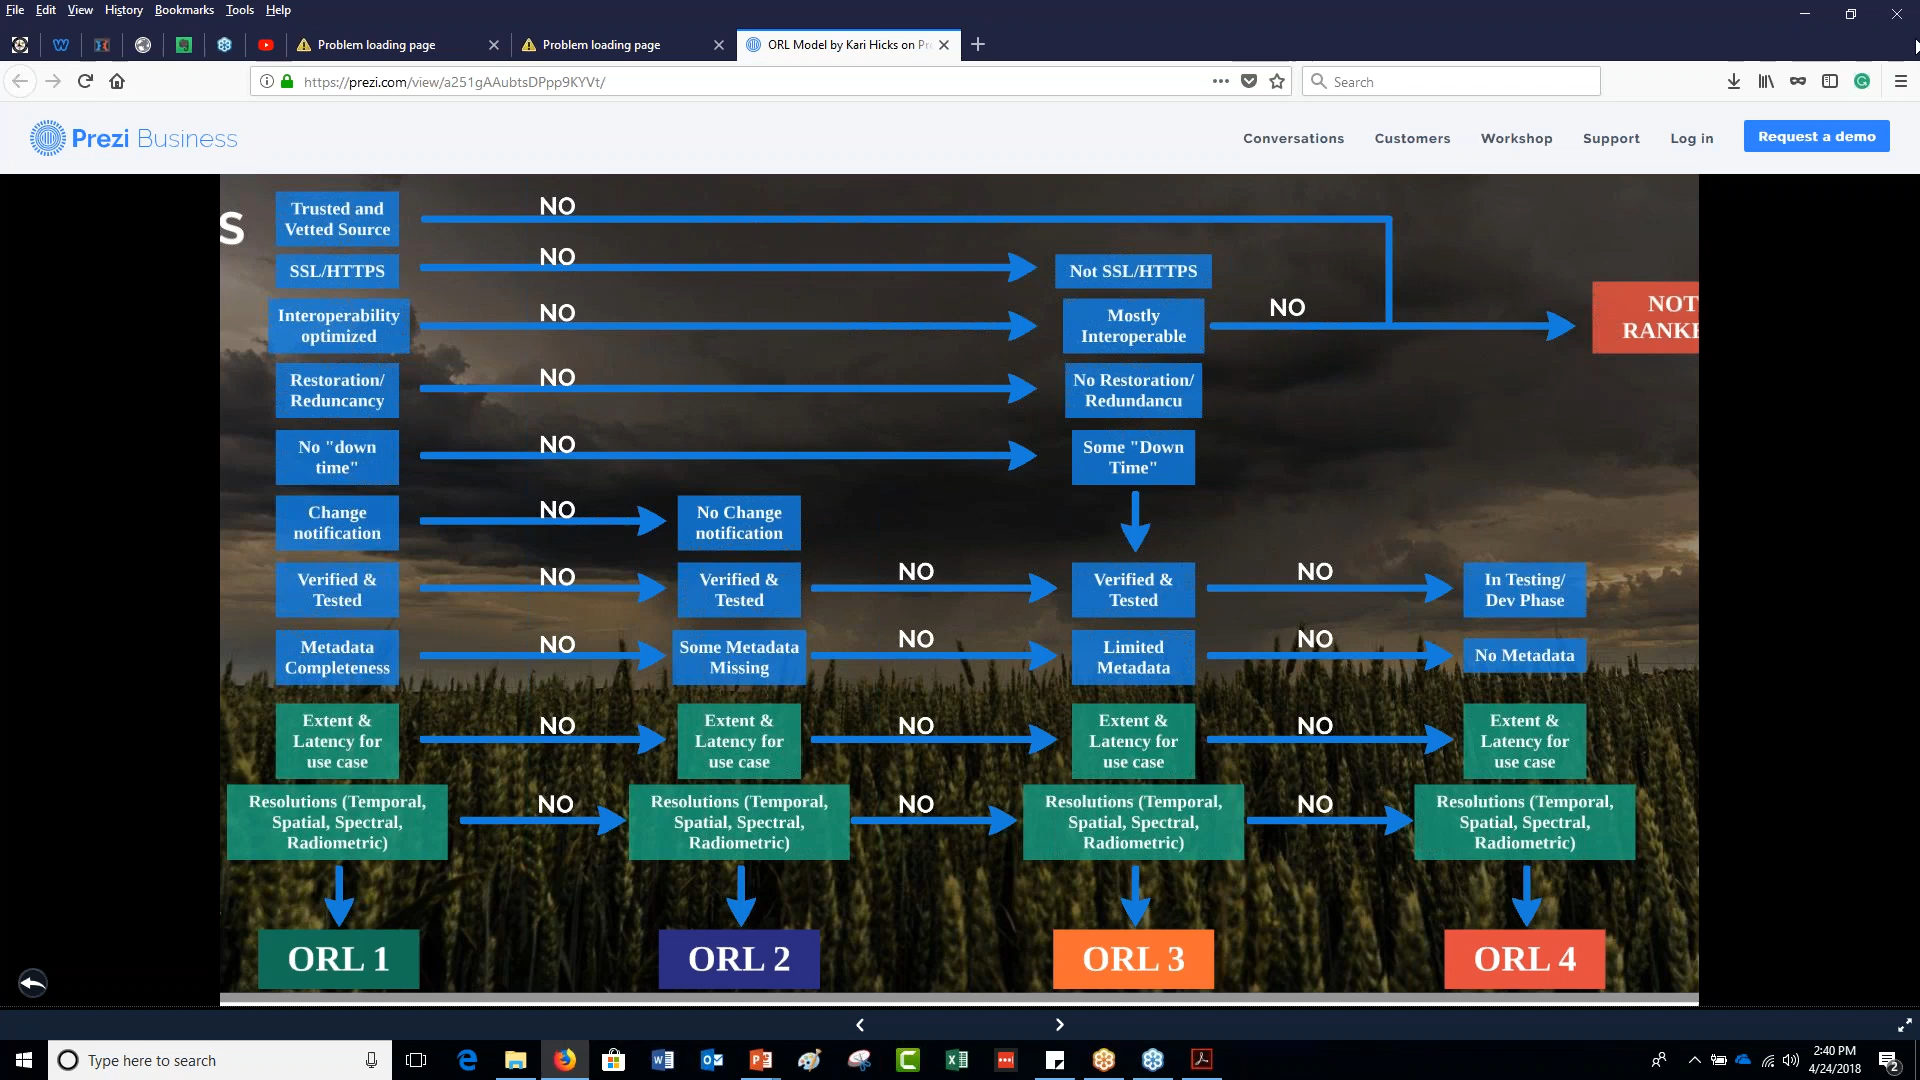 File Edit View History Bookmarks Tools Help
Problem loading page
Problem loading page
ORL Model by Kari Hicks on Pr
https://prezi.com/view/a251gAAubtsDPpp9KYVt/
Search
Prezi Business
Conversations
Customers
Workshop
Support
Log in
Request a demo
S
Trusted and
Vetted Source
NO
SSL/HTTPS
NO
Not SSL/HTTPS
Interoperability
optimized
NO
Mostly
Interoperable
NO
NOT
RANKE
Restoration/
Reduncancy
NO
No Restoration/
Redundancu
No "down
time"
NO
Some "Down
Time"
Change
notification
NO
No Change
notification
Verified &
Tested
NO
Verified &
Tested
NO
Verified &
Tested
NO
In Testing/
Dev Phase
Metadata
Completeness
NO
Some Metadata
Missing
NO
Limited
Metadata
NO
No Metadata
Extent &
Latency for
use case
NO
Extent &
Latency for
use case
NO
Extent &
Latency for
use case
NO
Extent &
Latency for
use case
Resolutions (Temporal,
Spatial, Spectral,
Radiometric)
NO
Resolutions (Temporal,
Spatial, Spectral,
Radiometric)
NO
Resolutions (Temporal,
Spatial, Spectral,
Radiometric)
NO
Resolutions (Temporal,
Spatial, Spectral,
Radiometric)
ORL 1
ORL 2
ORL 3
ORL 4
Type here to search
2:40 PM
4/24/2018
2